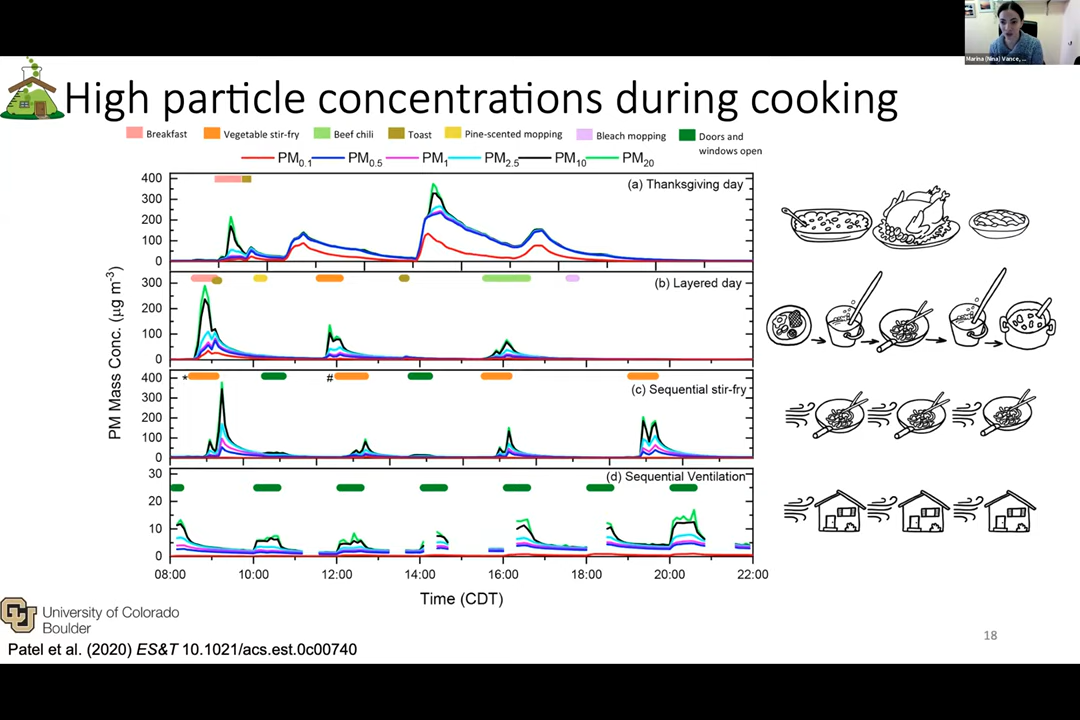 Marina (Nina) Vance, ...
High particle concentrations during cooking
Breakfast Vegetable stir-fry Beef chili Toast Pine-scented mopping Bleach mopping Doors and windows open
PM0.1 PM0.5 PM1 PM2.5 PM10 PM20
PM Mass Conc. (μg m⁻³)
400
300
200
100
0
(a) Thanksgiving day
300
200
100
0
(b) Layered day
400
300
200
100
0
*
#
(c) Sequential stir-fry
30
20
10
0
(d) Sequential Ventilation
08:00 10:00 12:00 14:00 16:00 18:00 20:00 22:00
Time (CDT)
CU
University of Colorado
Boulder
Patel et al. (2020) ES&T 10.1021/acs.est.0c00740
18